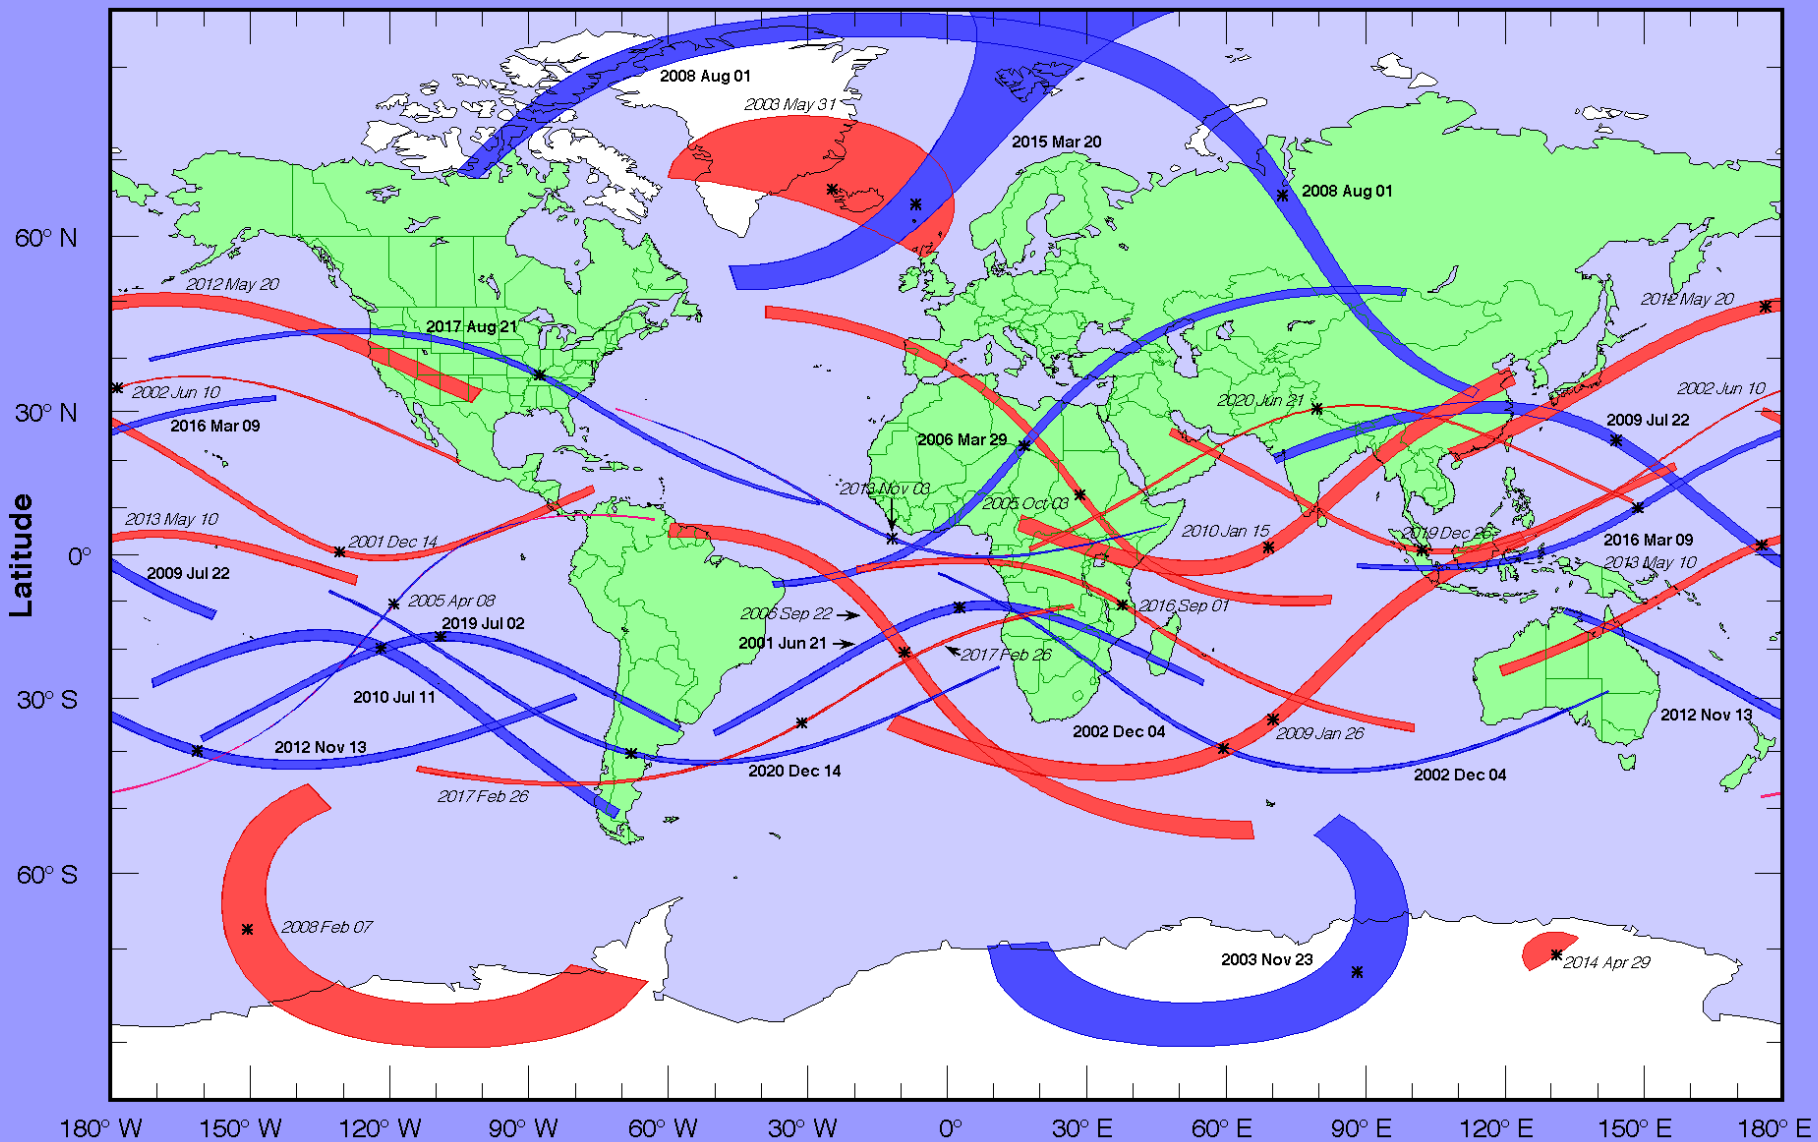 2008 Aug 01
2003 May 31
2015 Mar 20
2008 Aug 01
60° N
2012 May 20
2012 May 20
2017 Aug 21
2002 Jun 10
2002 Jun 10
2020 Jun 21
30° N
2016 Mar 09
2009 Jul 22
2006 Mar 29
2013 Nov 03
2005 Oct 03
2013 May 10
2010 Jan 15
2019 Dec 26
2001 Dec 14
2016 Mar 09
0°
Latitude
2013 May 10
2009 Jul 22
2005 Apr 08
2006 Sep 22
2016 Sep 01
2019 Jul 02
2001 Jun 21
2017 Feb 26
2010 Jul 11
30° S
2012 Nov 13
2002 Dec 04
2009 Jan 26
2012 Nov 13
2020 Dec 14
2002 Dec 04
2017 Feb 26
60° S
2008 Feb 07
2003 Nov 23
2014 Apr 29
180° W
150° W
120° W
90° W
60° W
30° W
0°
30° E
60° E
90° E
120° E
150° E
180° E